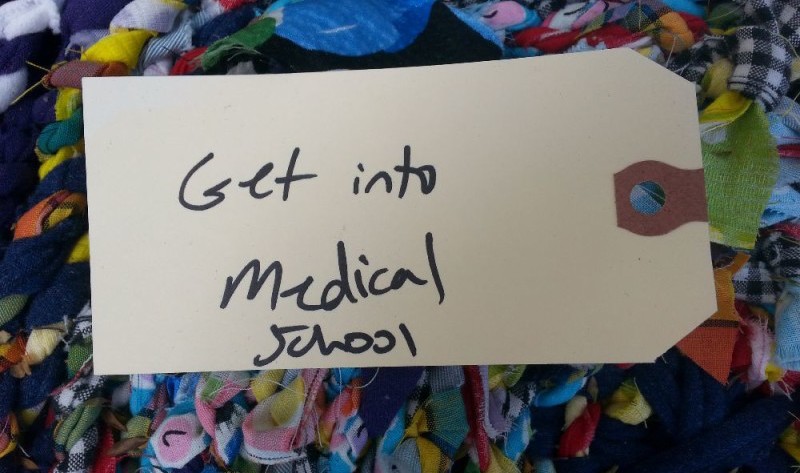 Get into
Medical
School